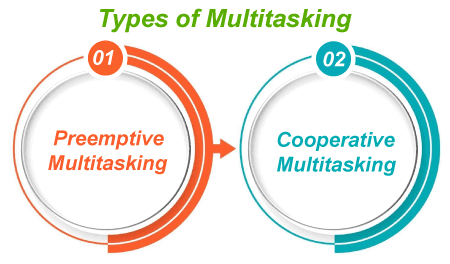 Types of Multitasking
01
Preemptive
Multitasking
02
Cooperative
Multitasking